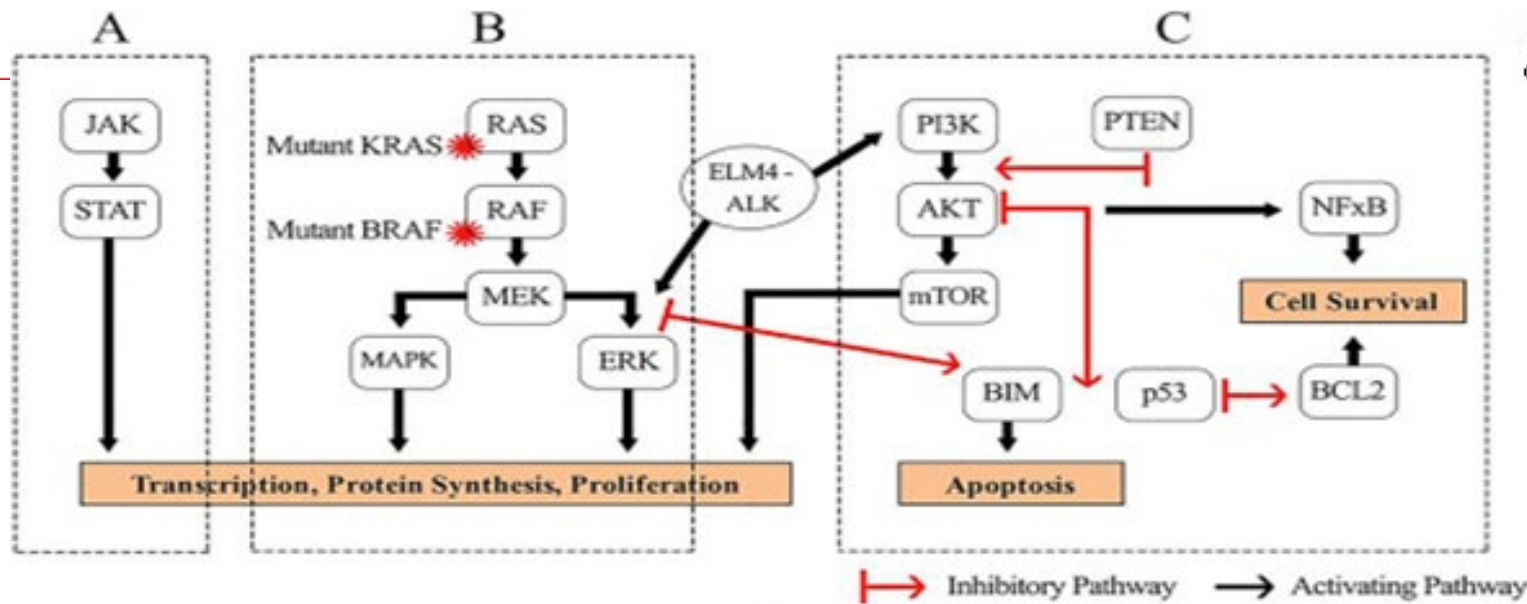 A
B
C
JAK
STAT
Mutant KRAS
RAS
Mutant BRAF
RAF
MEK
MAPK
ERK
ELM4 -
ALK
PI3K
PTEN
AKT
NFxB
mTOR
Cell Survival
BIM
p53
BCL2
Transcription, Protein Synthesis, Proliferation
Apoptosis
Inhibitory Pathway
Activating Pathway